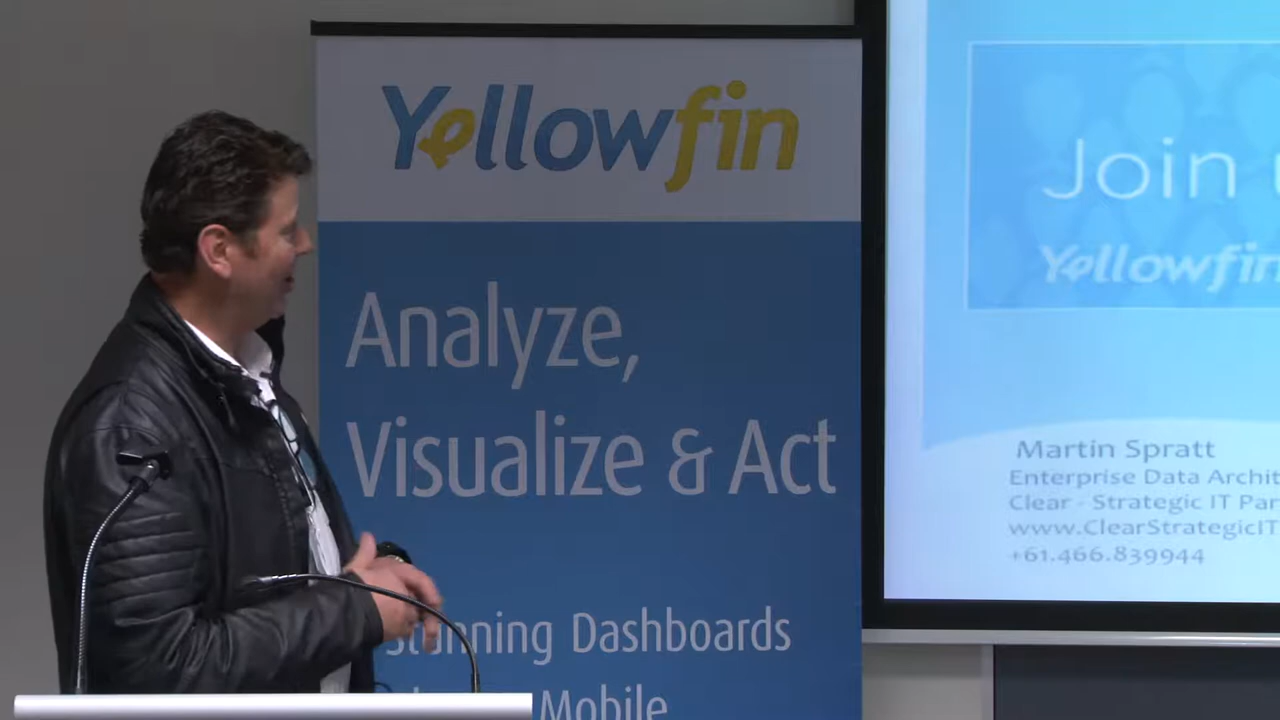 Yellowfin
Analyze,
Visualize & Act
Stunning Dashboards
Mobile
Join
Yellowfin
Martin Spratt
Enterprise Data Archit
Clear - Strategic IT Par
www.ClearStrategicIT
+61.466.839944